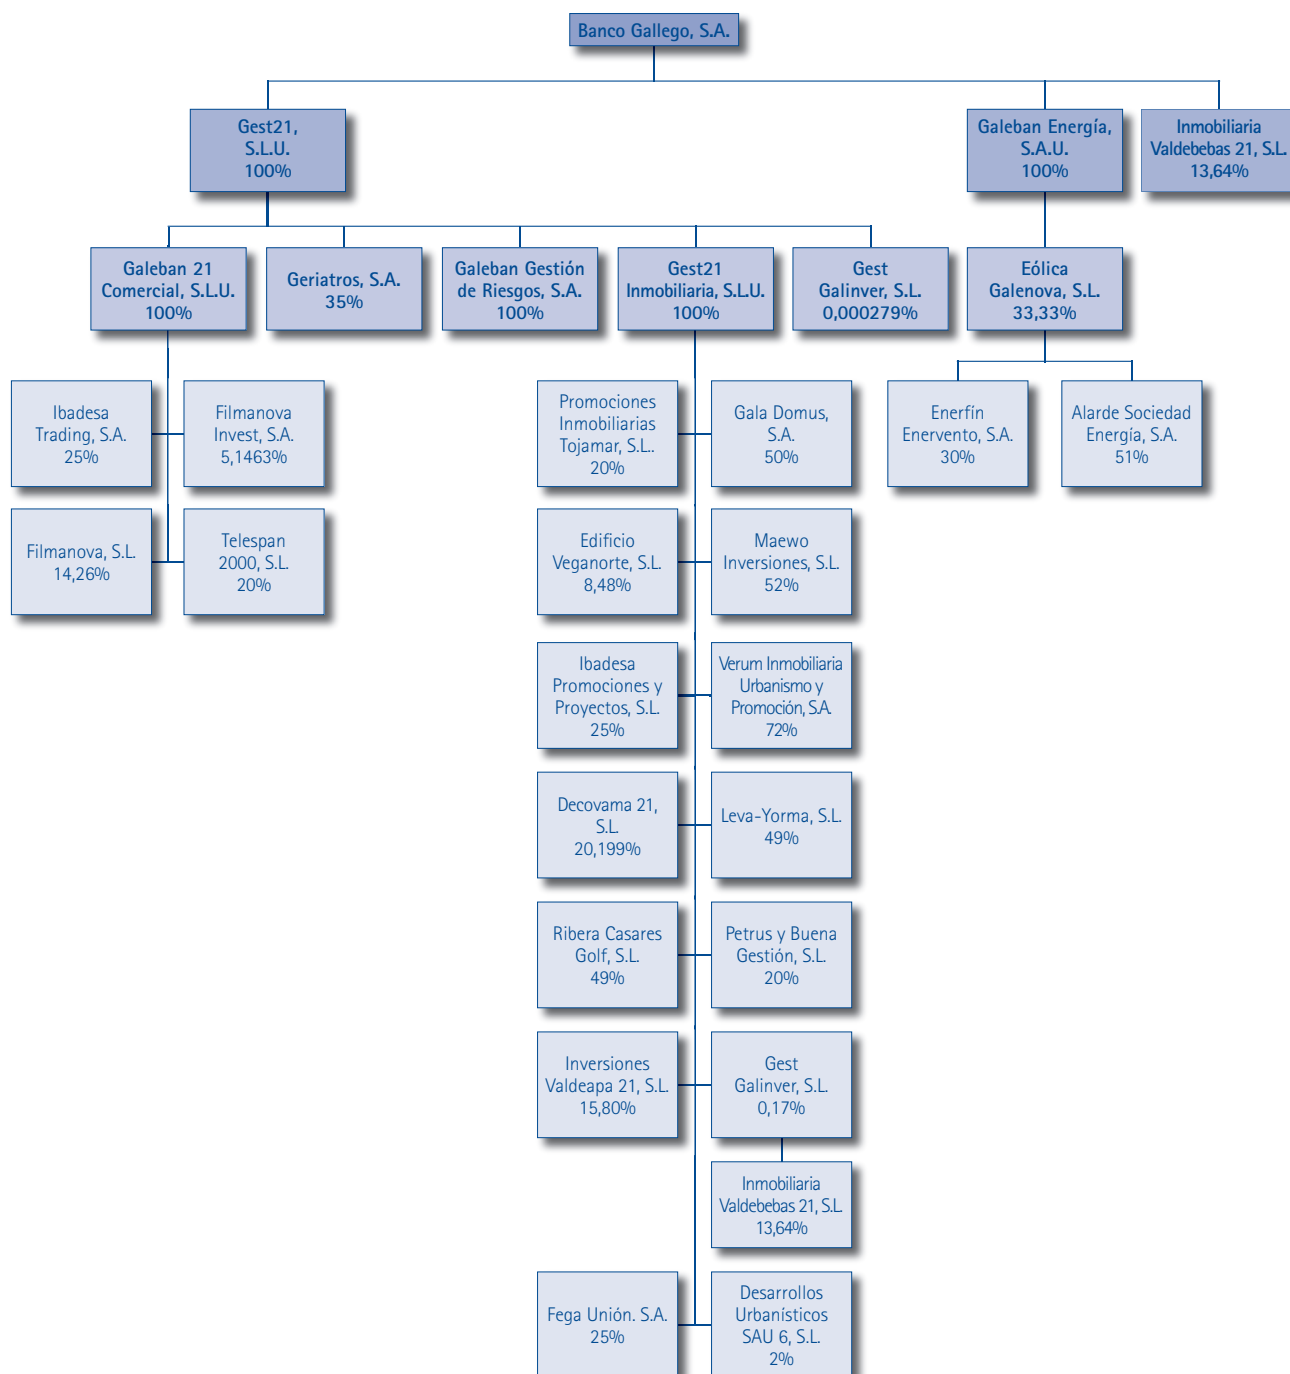 Banco Gallego, S.A.
Gest21,
S.L.U.
100%
Galeban Energía,
S.A.U.
100%
Inmobiliaria
Valdebebas 21, S.L.
13,64%
Galeban 21
Comercial, S.L.U.
100%
Geriatros, S.A.
35%
Galeban Gestión
de Riesgos, S.A.
100%
Gest21
Inmobiliaria, S.L.U.
100%
Gest
Galinver, S.L.
0,000279%
Eólica
Galenova, S.L.
33,33%
Ibadesa
Trading, S.A.
25%
Filmanova
Invest, S.A.
5,1463%
Promociones
Inmobiliarias
Tojamar, S.L..
20%
Gala Domus,
S.A.
50%
Enerfín
Enervento, S.A.
30%
Alarde Sociedad
Energía, S.A.
51%
Filmanova, S.L.
14,26%
Telespan
2000, S.L.
20%
Edificio
Veganorte, S.L.
8,48%
Maewo
Inversiones, S.L.
52%
Ibadesa
Promociones y
Proyectos, S.L.
25%
Verum Inmobiliaria
Urbanismo y
Promoción, S.A.
72%
Decovama 21,
S.L.
20,199%
Leva-Yorma, S.L.
49%
Ribera Casares
Golf, S.L.
49%
Petrus y Buena
Gestión, S.L.
20%
Inversiones
Valdeapa 21, S.L.
15,80%
Gest
Galinver, S.L.
0,17%
Inmobiliaria
Valdebebas 21, S.L.
13,64%
Fega Unión. S.A.
25%
Desarrollos
Urbanísticos
SAU 6, S.L.
2%